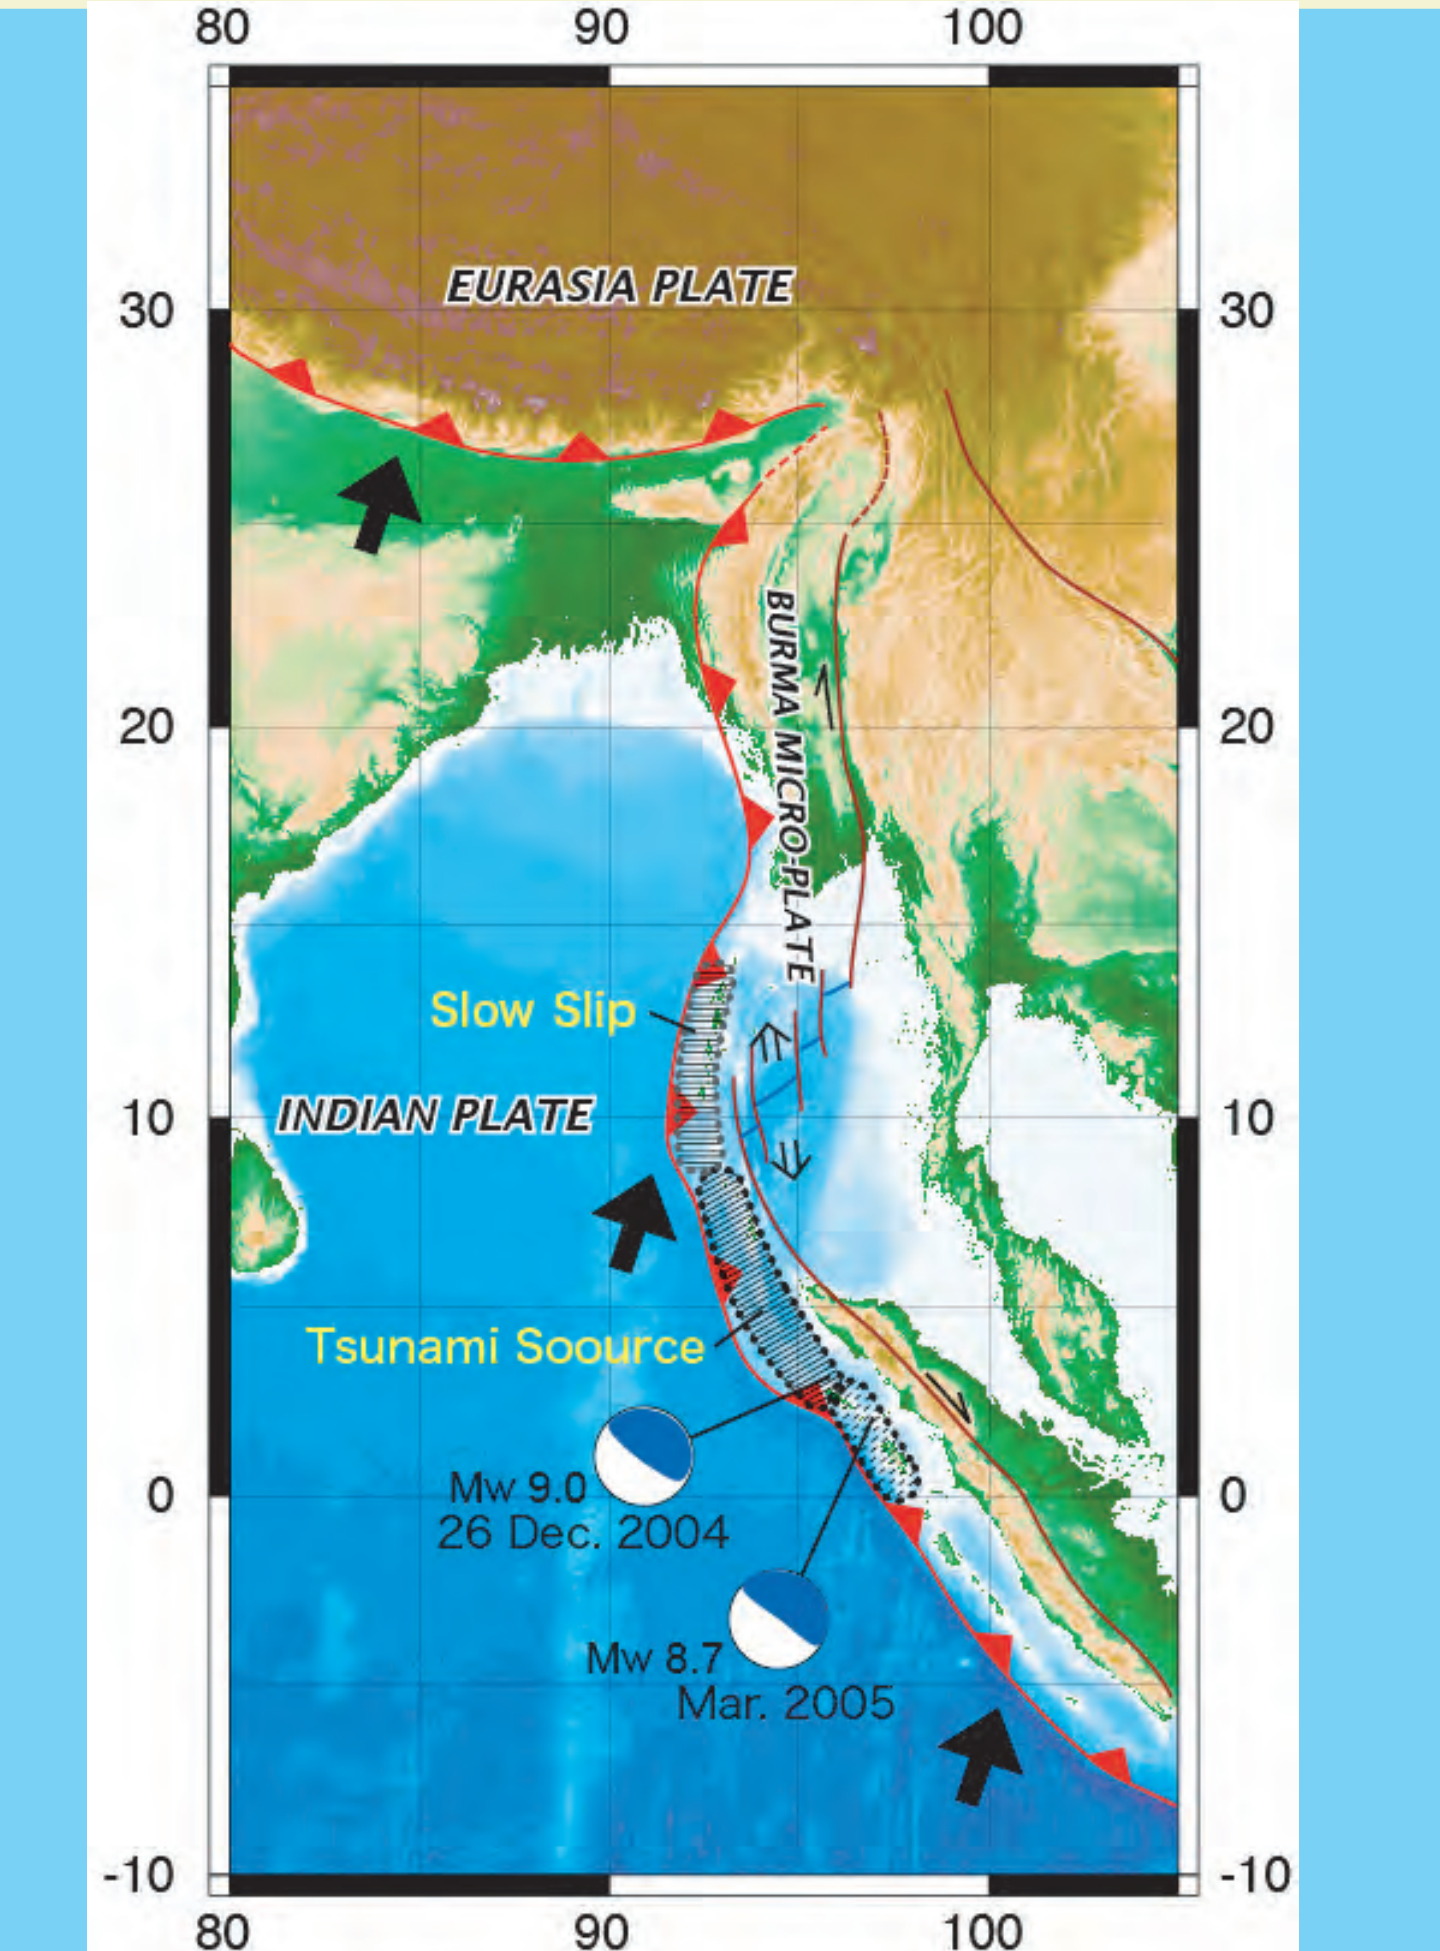 80 90 100
EURASIA PLATE
30 30
BURMA MICRO-PLATE
20 20
Slow Slip
INDIAN PLATE
10 10
Tsunami Soource
Mw 9.0
26 Dec. 2004
0 0
Mw 8.7
Mar. 2005
-10 -10
80 90 100